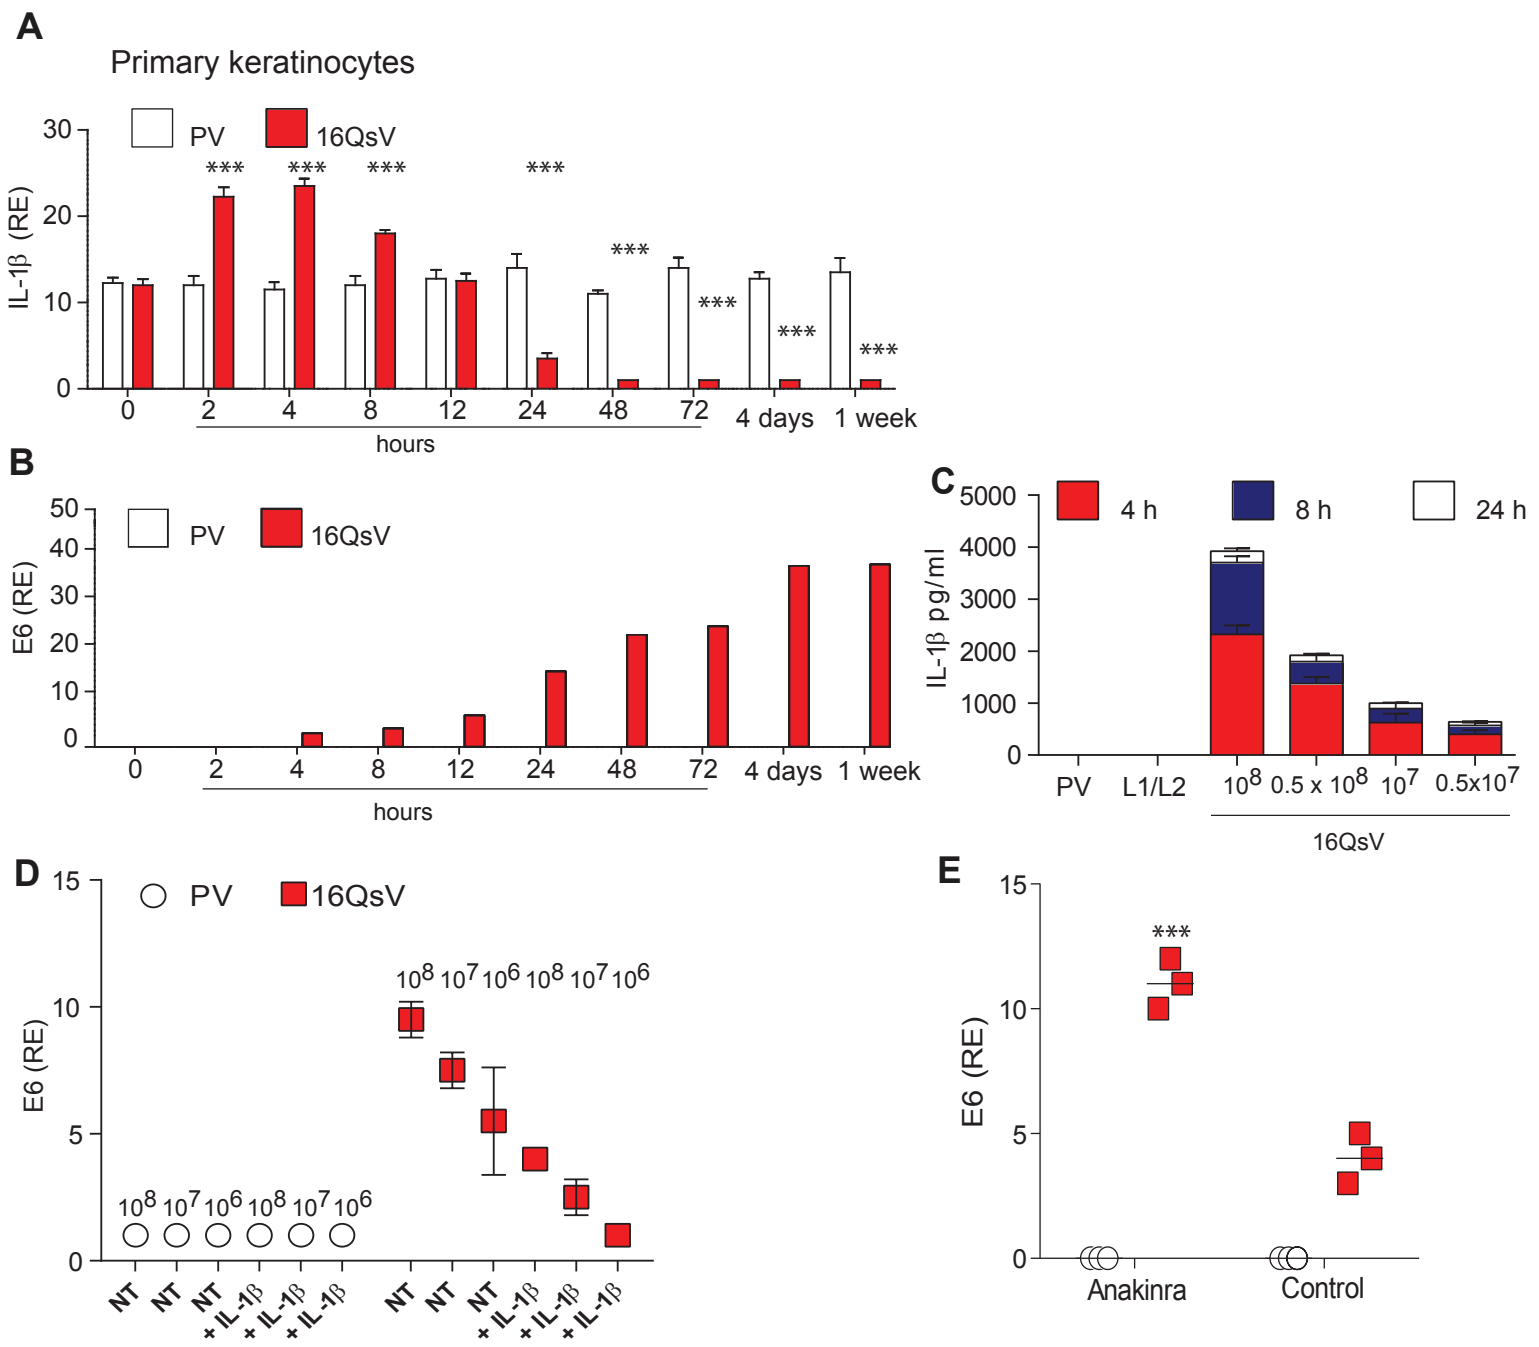 A
Primary keratinocytes
PV 16QsV
IL-1β (RE)
30
20
10
0
*** *** *** *** *** *** *** ***
0 2 4 8 12 24 48 72 4 days 1 week
hours
B
PV 16QsV
E6 (RE)
50
40
30
20
10
0
0 2 4 8 12 24 48 72 4 days 1 week
hours
C
4 h 8 h 24 h
IL-1β pg/ml
5000
4000
3000
2000
1000
0
PV L1/L2 10⁸ 0.5 x 10⁸ 10⁷ 0.5x10⁷
16QsV
D
PV 16QsV
E6 (RE)
15
10
5
0
10⁸ 10⁷ 10⁶ 10⁸ 10⁷ 10⁶
10⁸ 10⁷ 10⁶ 10⁸ 10⁷ 10⁶
NT NT NT + IL-1β + IL-1β + IL-1β NT NT NT + IL-1β + IL-1β + IL-1β
E
E6 (RE)
15
10
5
0
***
Anakinra Control